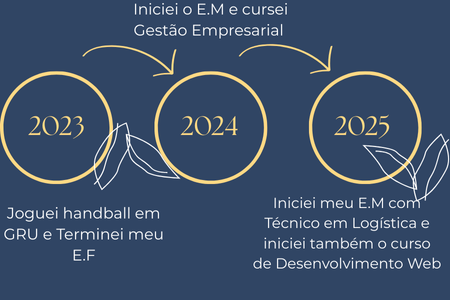 Iniciei o E.M e cursei
Gestão Empresarial
2023
2024
2025
Joguei handball em
GRU e Terminei meu
E.F
Iniciei meu E.M com
Técnico em Logística e
iniciei também o curso
de Desenvolvimento Web